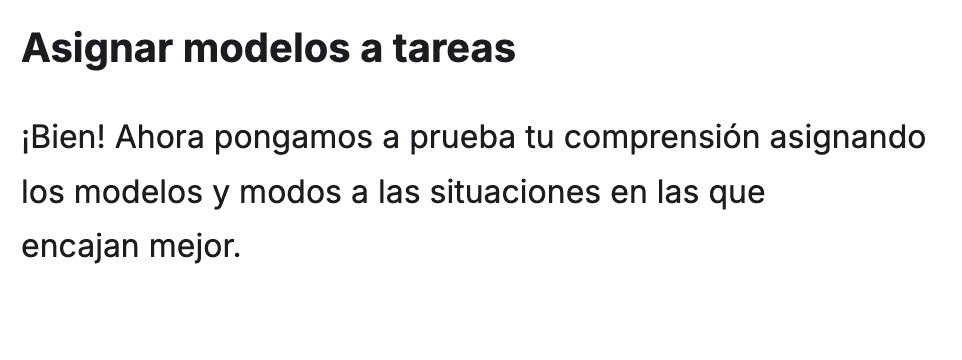 Asignar modelos a tareas
¡Bien! Ahora pongamos a prueba tu comprensión asignando
los modelos y modos a las situaciones en las que
encajan mejor.